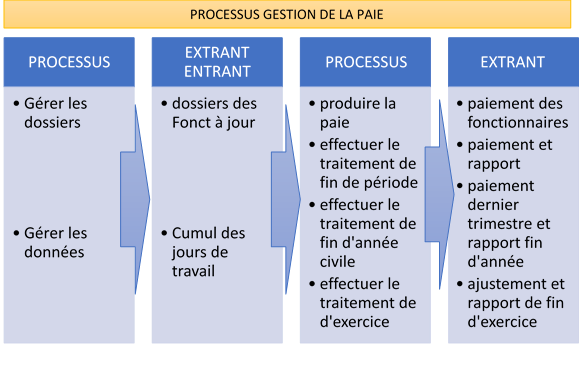 PROCESSUS GESTION DE LA PAIE
PROCESSUS
• Gérer les
dossiers
• Gérer les
données
EXTRANT
ENTRANT
• dossiers des
Fonct à jour
• Cumul des
jours de
travail
PROCESSUS
• produire la
paie
• effectuer le
traitement de
fin de période
• effectuer le
traitement de
fin d'année
civile
• effectuer le
traitement de
d'exercice
EXTRANT
• paiement des
fonctionnaires
• paiement et
rapport
• paiement
dernier
trimestre et
rapport fin
d'année
• ajustement et
rapport de fin
d'exercice